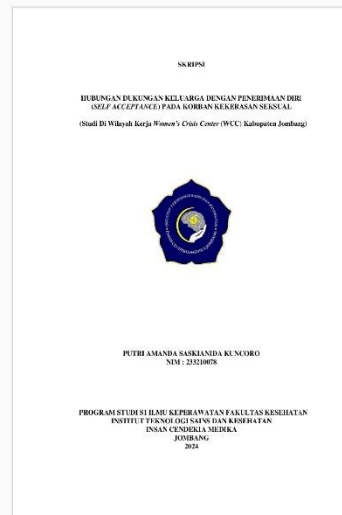 SKRIPSI
HUBUNGAN DUKUNGAN KELUARGA DENGAN PENERIMAAN DIRI
(SELF ACCEPTANCE) PADA KORBAN KEKERASAN SEKSUAL
(Studi Di Wilayah Kerja Women's Crisis Center (WCC) Kabupaten Jombang)
PUTRI AMANDA SASKIANIDA KUNCORO
NIM : 233210078
PROGRAM STUDI S1 ILMU KEPERAWATAN FAKULTAS KESEHATAN
INSTITUT TEKNOLOGI SAINS DAN KESEHATAN
INSAN CENDEKIA MEDIKA
JOMBANG
2024